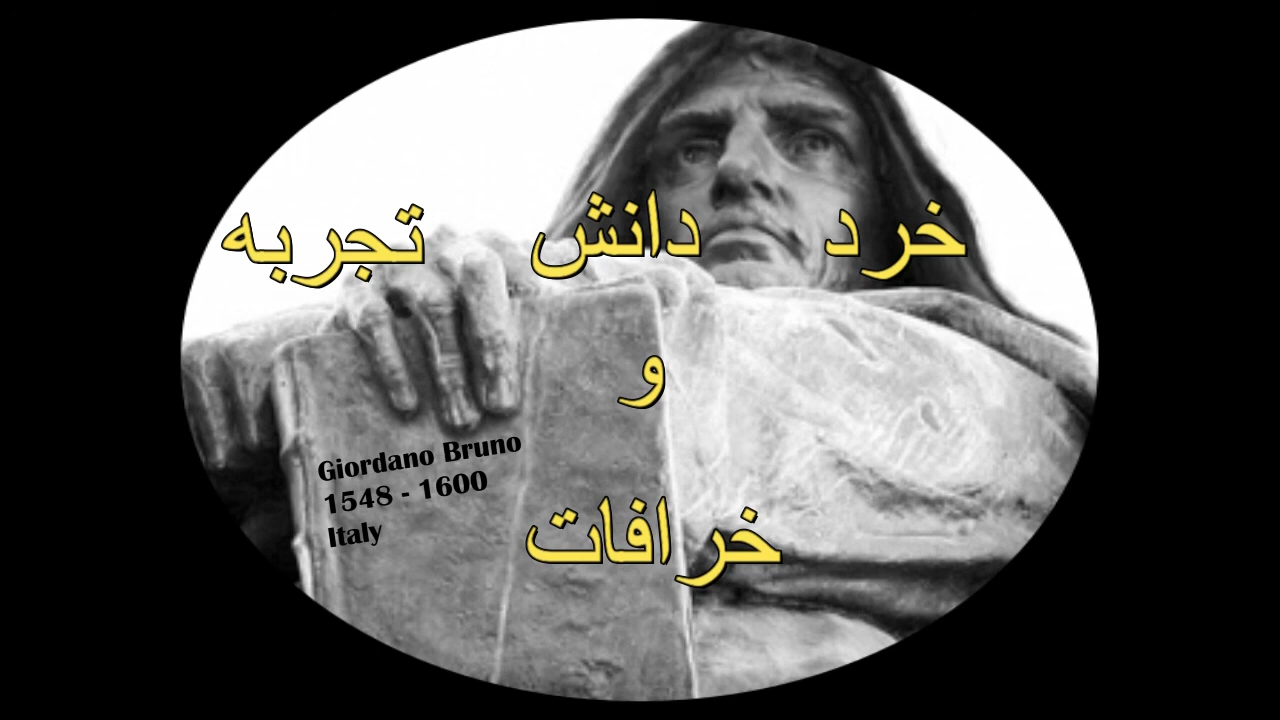 خرد دانش تجربه
و
خرافات
Giordano Bruno
1548 - 1600
Italy